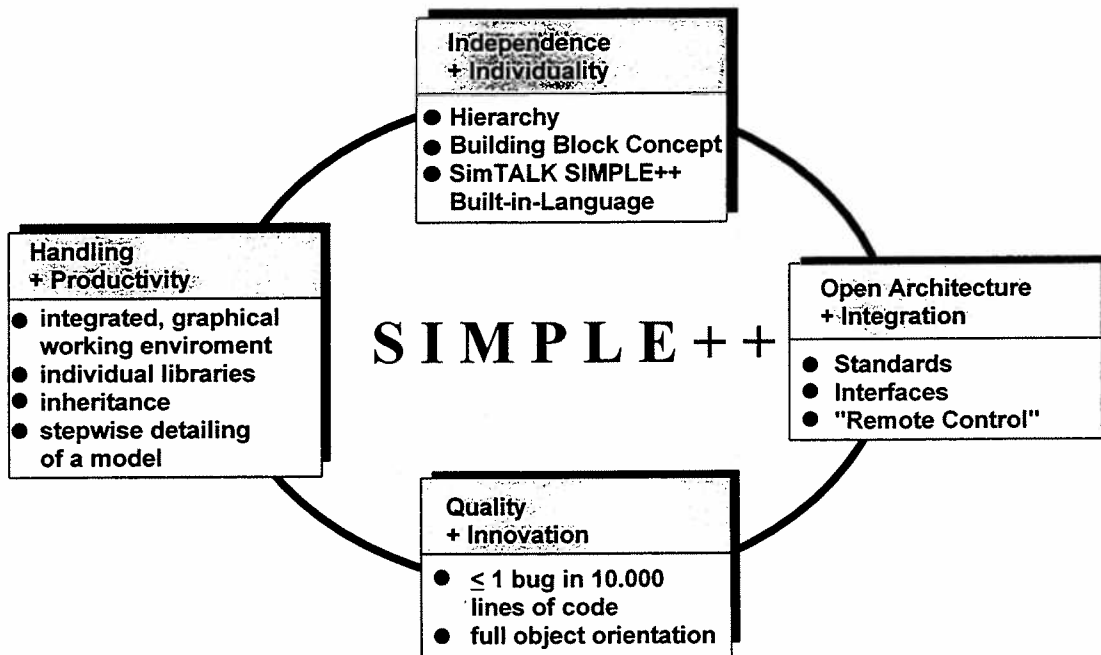 Independence
+ Individuality
● Hierarchy
● Building Block Concept
● SimTALK SIMPLE++
Built-in-Language
Handling
+ Productivity
● integrated, graphical
working enviroment
● individual libraries
● inheritance
● stepwise detailing
of a model
SIMPLE++
Open Architecture
+ Integration
● Standards
● Interfaces
● "Remote Control"
Quality
+ Innovation
● ≤ 1 bug in 10.000
lines of code
● full object orientation